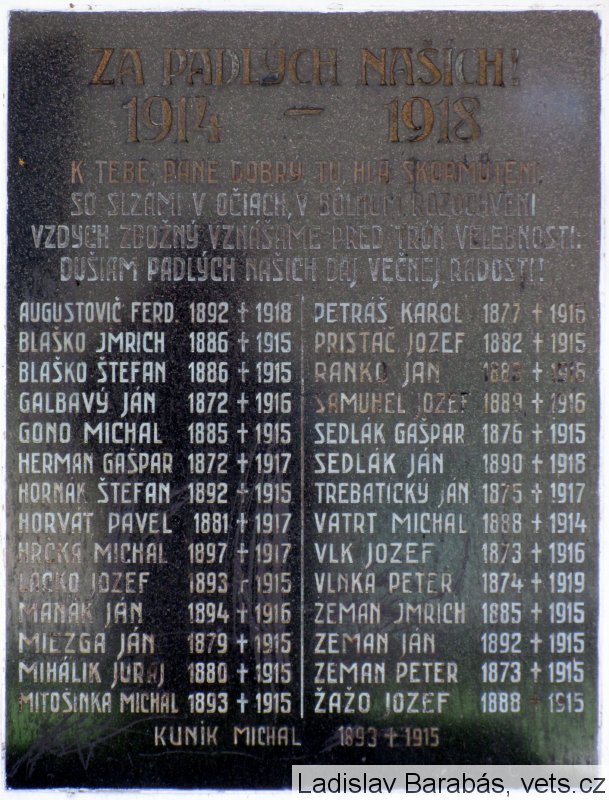 ZA PADLÝCH NAŠÍCH!
1914 – 1918
K TEBE, PANE DOBRÝ TU, HĽA SKORMÚTENÍ,
SO SLZAMI V OČIACH, V BÔĽNOM ROZOCHVENÍ
VZDYCH ZBOŽNÝ VZNÁŠAME PRED TRÓN VELEBNOSTI:
DUŠIAM PADLÝCH NAŠICH DAJ VEČNEJ RADOSTI!
AUGUSTOVIČ FERD. 1892 + 1918
BLAŠKO JMRICH 1886 + 1915
BLAŠKO ŠTEFAN 1886 + 1915
GALBAVÝ JÁN 1872 + 1916
GONO MICHAL 1885 + 1915
HERMAN GAŠPAR 1872 + 1917
HORNÁK ŠTEFAN 1892 + 1915
HORVAT PAVEL 1881 + 1917
HRČKA MICHAL 1897 + 1917
LACKO JOZEF 1893 + 1915
MAŇÁK JÁN 1894 + 1916
MIEZGA JÁN 1879 + 1915
MIHÁLIK JURAJ 1880 + 1915
MITOŠINKA MICHAL 1893 + 1915
PETRÁŠ KAROL 1877 + 1916
PRISTAČ JOZEF 1882 + 1915
RANKO JÁN + 1916
SAMUHEL JOZEF 1889 + 1916
SEDLÁK GAŠPAR 1876 + 1915
SEDLÁK JÁN 1890 + 1918
TREBATICKÝ JÁN 1875 + 1917
VATRT MICHAL 1888 + 1914
VLK JOZEF 1873 + 1916
VLNKA PETER 1874 + 1919
ZEMAN JMRICH 1885 + 1915
ZEMAN JÁN 1892 + 1915
ZEMAN PETER 1873 + 1915
ŽAŽO JOZEF 1888 + 1915
KUNÍK MICHAL 1893 + 1915
Ladislav Barabás, vets.cz